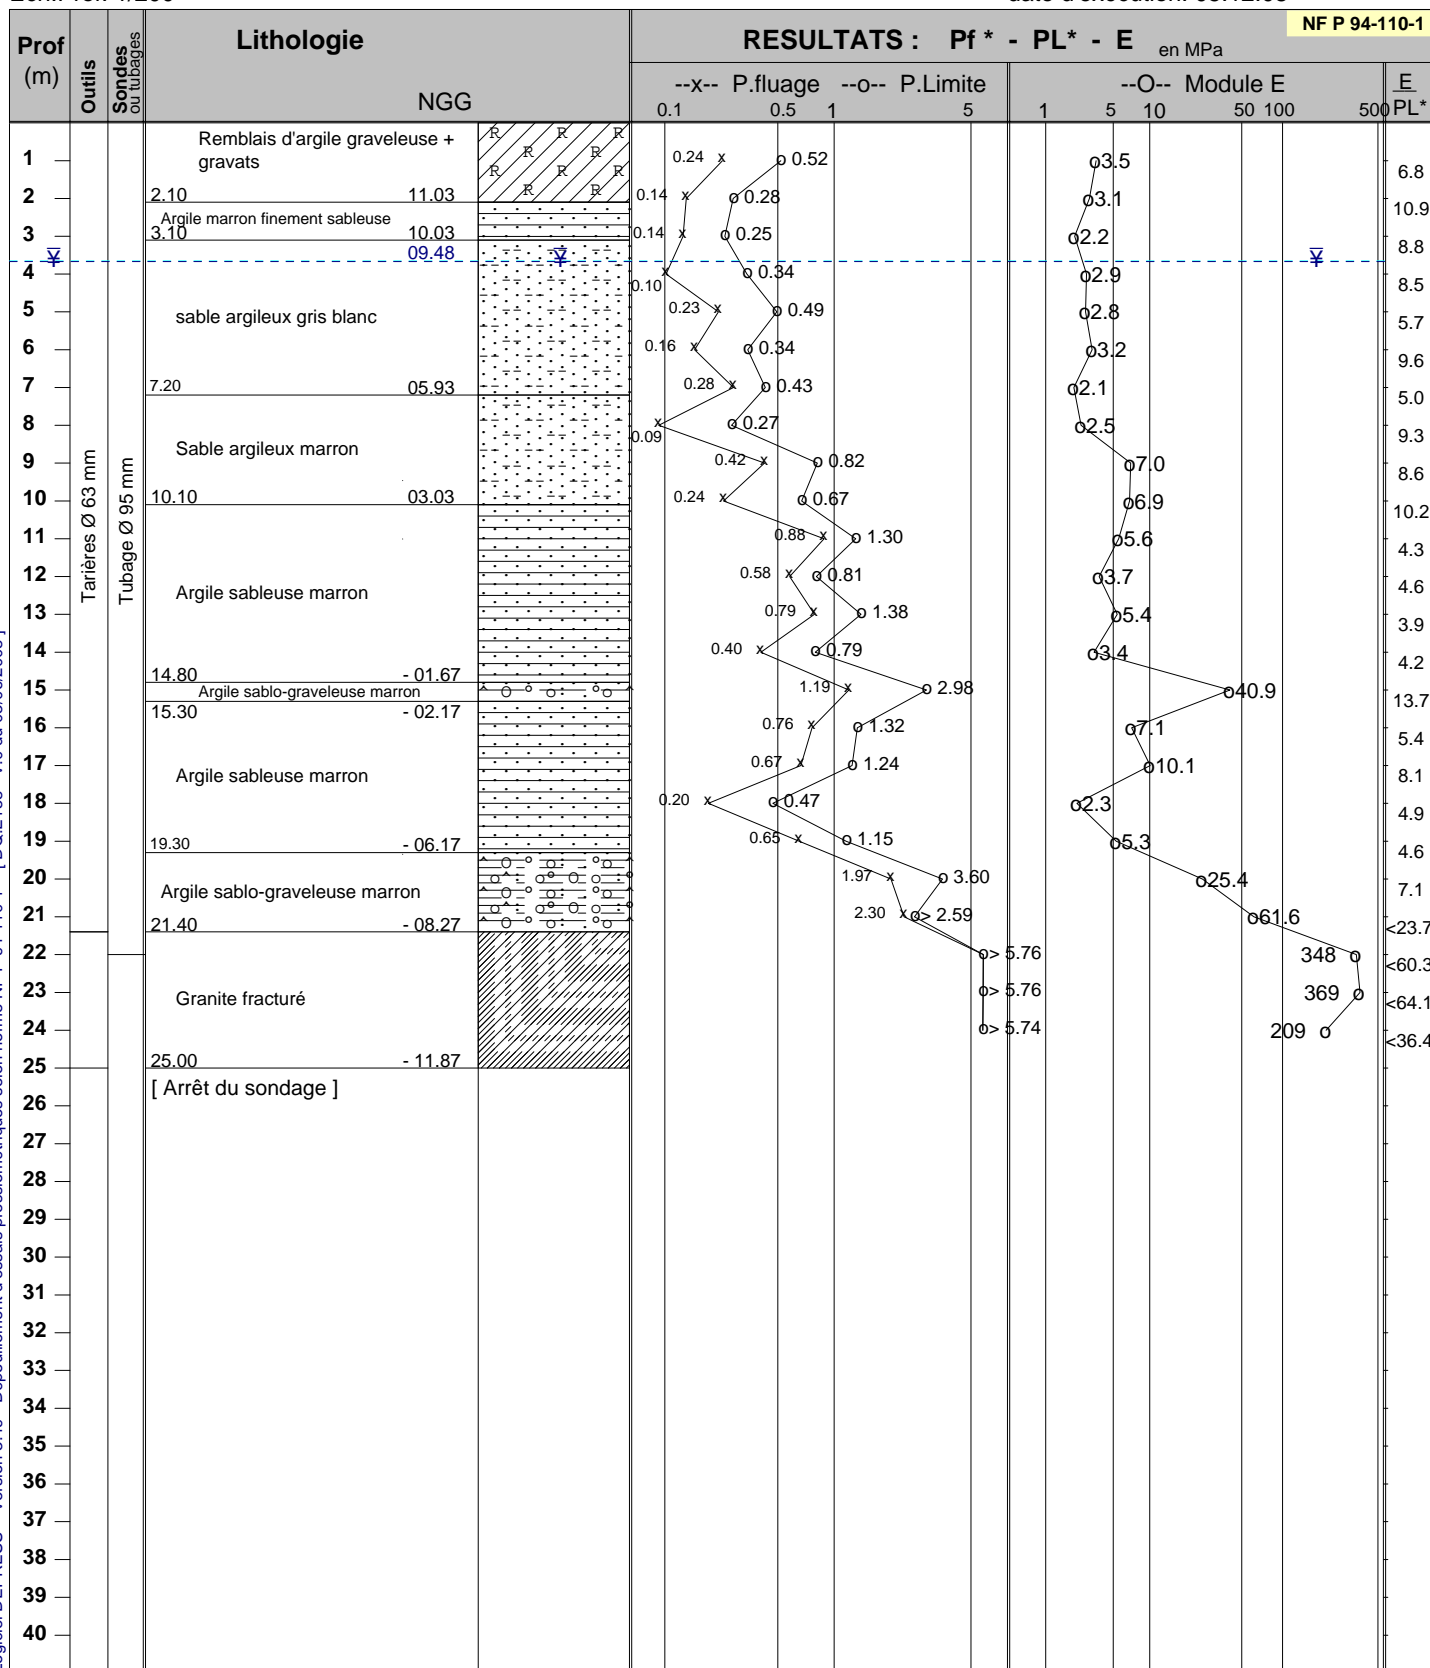 NF P 94-110-1
Prof
(m)
Outils
Sondes
ou tubages
Lithologie
NGG
RESULTATS : Pf * - PL* - E en MPa
--x-- P.fluage --o-- P.Limite
0.1 0.5 1 5
--O-- Module E
1 5 10 50 100 500
E
PL*
Remblais d'argile graveleuse +
gravats
1 0.24 0.52 3.5 6.8
2 0.14 0.28 3.1 10.9
2.10 11.03
Argile marron finement sableuse
3 0.14 0.25 2.2 8.8
3.10 10.03
09.48
4 0.10 0.34 2.9 8.5
sable argileux gris blanc
5 0.23 0.49 2.8 5.7
6 0.16 0.34 3.2 9.6
7 0.28 0.43 2.1 5.0
7.20 05.93
8 0.09 0.27 2.5 9.3
Sable argileux marron
9 0.42 0.82 7.0 8.6
10 0.24 0.67 6.9 10.2
10.10 03.03
Tarières Ø 63 mm
Tubage Ø 95 mm
11 0.88 1.30 5.6 4.3
12 0.58 0.81 3.7 4.6
Argile sableuse marron
13 0.79 1.38 5.4 3.9
14 0.40 0.79 3.4 4.2
14.80 - 01.67
Argile sablo-graveleuse marron
15 1.19 2.98 40.9 13.7
15.30 - 02.17
16 0.76 1.32 7.1 5.4
Argile sableuse marron
17 0.67 1.24 10.1 8.1
18 0.20 0.47 2.3 4.9
19 0.65 1.15 5.3 4.6
19.30 - 06.17
20 1.97 3.60 25.4 7.1
Argile sablo-graveleuse marron
21 2.30 > 2.59 61.6 <23.7
21.40 - 08.27
22 > 5.76 348 <60.3
23 > 5.76 369 <64.1
Granite fracturé
24 > 5.74 209 <36.4
25.00 - 11.87
25
[ Arrêt du sondage ]
26
27
28
29
30
31
32
33
34
35
36
37
38
39
40